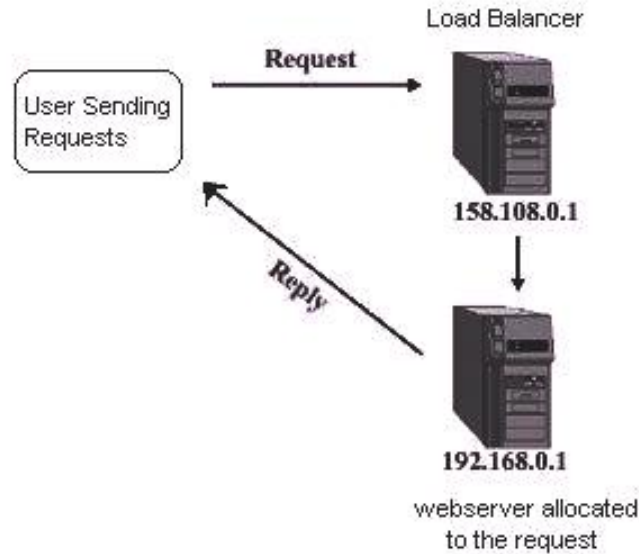 Load Balancer
Request
User Sending
Requests
158.108.0.1
Reply
192.168.0.1
webserver allocated
to the request